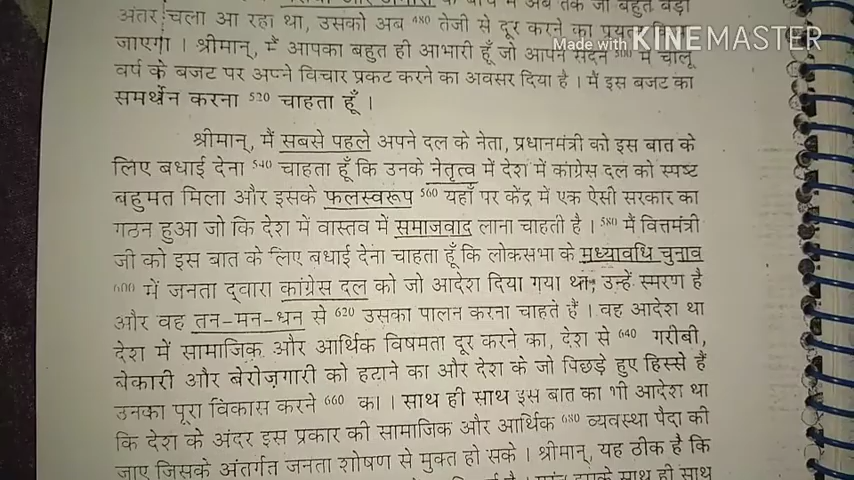 के बीच में अब तक जो बहुत बड़ा
अंतर चला आ रहा था, उसको अब 480 तेजी से दूर करने का प्रयत्न
जाएगा । श्रीमान्, मैं आपका बहुत ही आभारी हूँ जो आपने सदन 500 में चालू
Made with KINEMASTER
वर्ष के बजट पर अपने विचार प्रकट करने का अवसर दिया है । मैं इस बजट का
समर्थन करना 520 चाहता हूँ ।
श्रीमान्, मैं सबसे पहले अपने दल के नेता, प्रधानमंत्री को इस बात के
लिए बधाई देना 540 चाहता हूँ कि उनके नेतृत्व में देश में कांग्रेस दल को स्पष्ट
बहुमत मिला और इसके फलस्वरूप 560 यहाँ पर केंद्र में एक ऐसी सरकार का
गठन हुआ जो कि देश में वास्तव में समाजवाद लाना चाहती है । 580 मैं वित्तमंत्री
जी को इस बात के लिए बधाई देना चाहता हूँ कि लोकसभा के मध्यावधि चुनाव
600 में जनता द्वारा कांग्रेस दल को जो आदेश दिया गया था, उन्हें स्मरण है
और वह तन-मन-धन से 620 उसका पालन करना चाहते हैं । वह आदेश था
देश में सामाजिक और आर्थिक विषमता दूर करने का, देश से 640 गरीबी,
बेकारी और बेरोज़गारी को हटाने का और देश के जो पिछड़े हुए हिस्से हैं
उनका पूरा विकास करने 660 का । साथ ही साथ इस बात का भी आदेश था
कि देश के अंदर इस प्रकार की सामाजिक और आर्थिक 680 व्यवस्था पैदा की
जाए जिसके अंतर्गत जनता शोषण से मुक्त हो सके । श्रीमान्, यह ठीक है कि
इसके साथ ही साथ